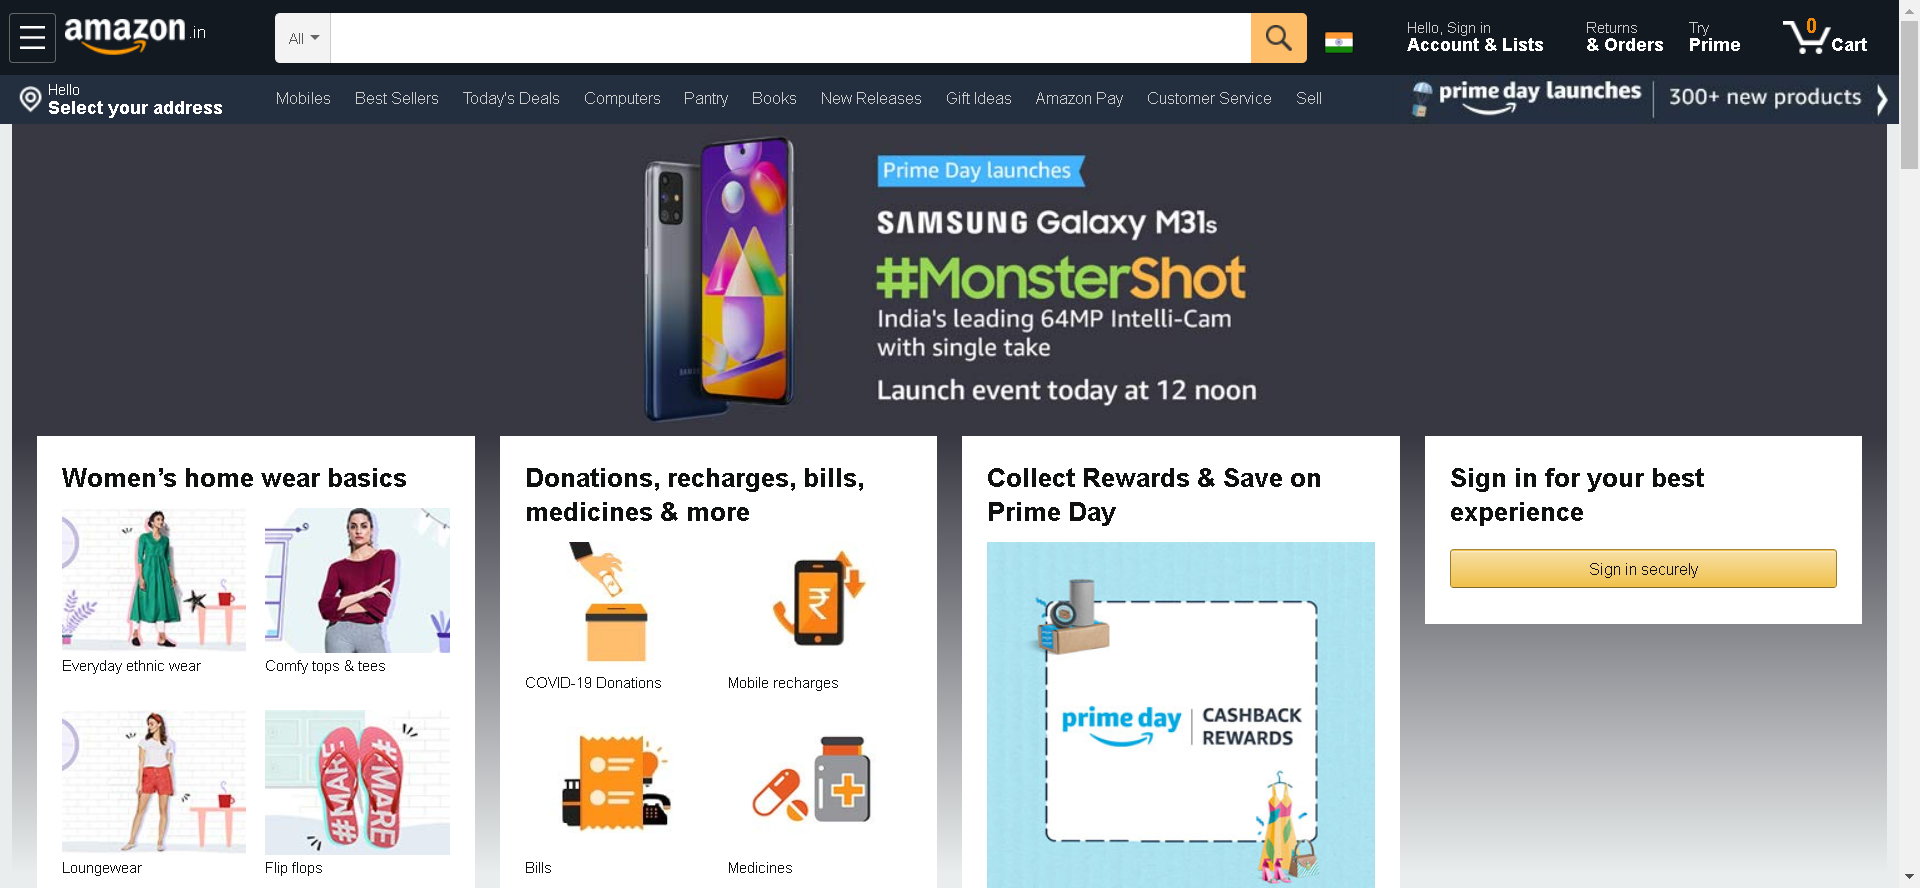 amazon.in
All
Hello, Sign in
Account & Lists
Returns
& Orders
Try
Prime
0
Cart
Hello
Select your address
Mobiles
Best Sellers
Today's Deals
Computers
Pantry
Books
New Releases
Gift Ideas
Amazon Pay
Customer Service
Sell
prime day launches
300+ new products
Prime Day launches
SAMSUNG Galaxy M31s
#MonsterShot
India's leading 64MP Intelli-Cam
with single take
Launch event today at 12 noon
SAMSUNG
Women’s home wear basics
Everyday ethnic wear
Comfy tops & tees
#MARE
#MARE
Loungewear
Flip flops
Donations, recharges, bills,
medicines & more
₹
COVID-19 Donations
Mobile recharges
Bills
Medicines
Collect Rewards & Save on
Prime Day
prime day
CASHBACK
REWARDS
Sign in for your best
experience
Sign in securely